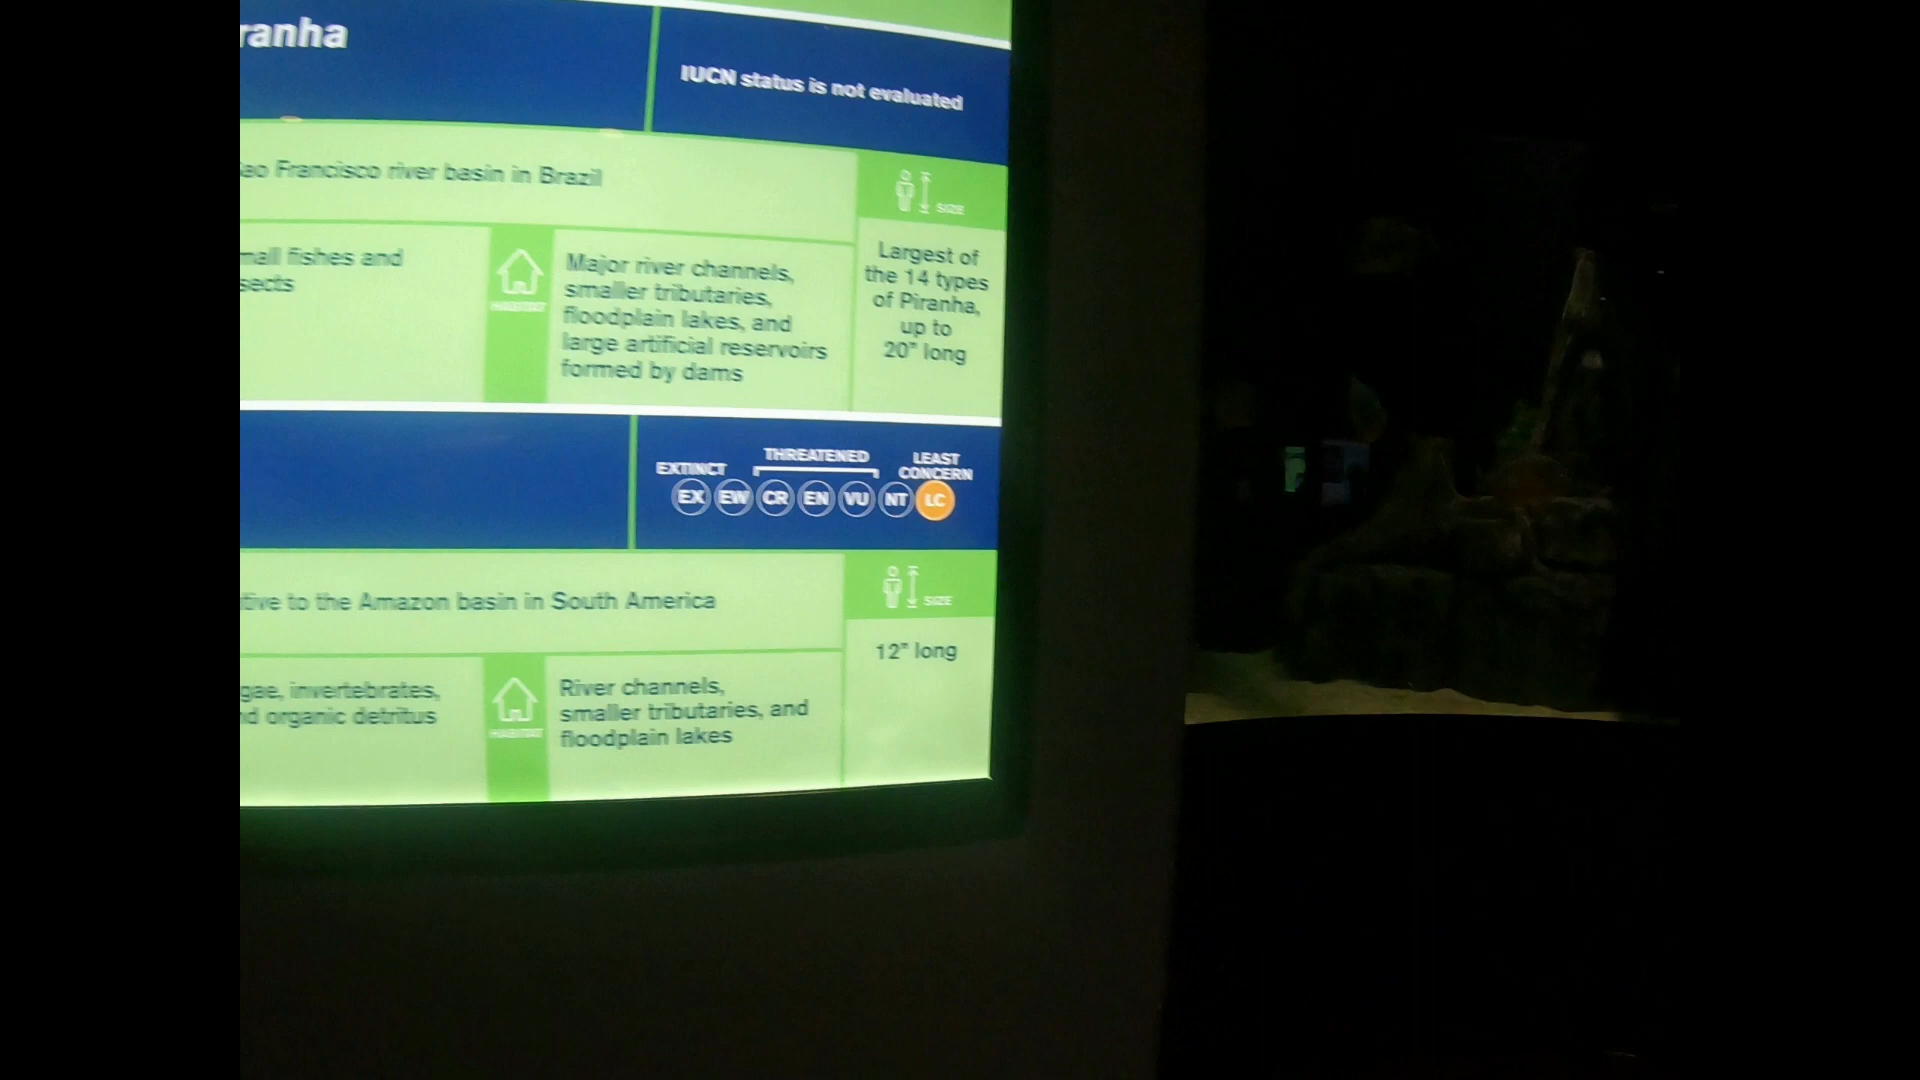 ranha
IUCN status is not evaluated
Sao Francisco river basin in Brazil
SIZE
mall fishes and
sects
HABITAT
Major river channels,
smaller tributaries,
floodplain lakes, and
large artificial reservoirs
formed by dams
Largest of
the 14 types
of Piranha,
up to
20" long
EXTINCT
THREATENED
LEAST
CONCERN
EX EW CR EN VU NT LC
tive to the Amazon basin in South America
SIZE
gae, invertebrates,
nd organic detritus
HABITAT
River channels,
smaller tributaries, and
floodplain lakes
12" long